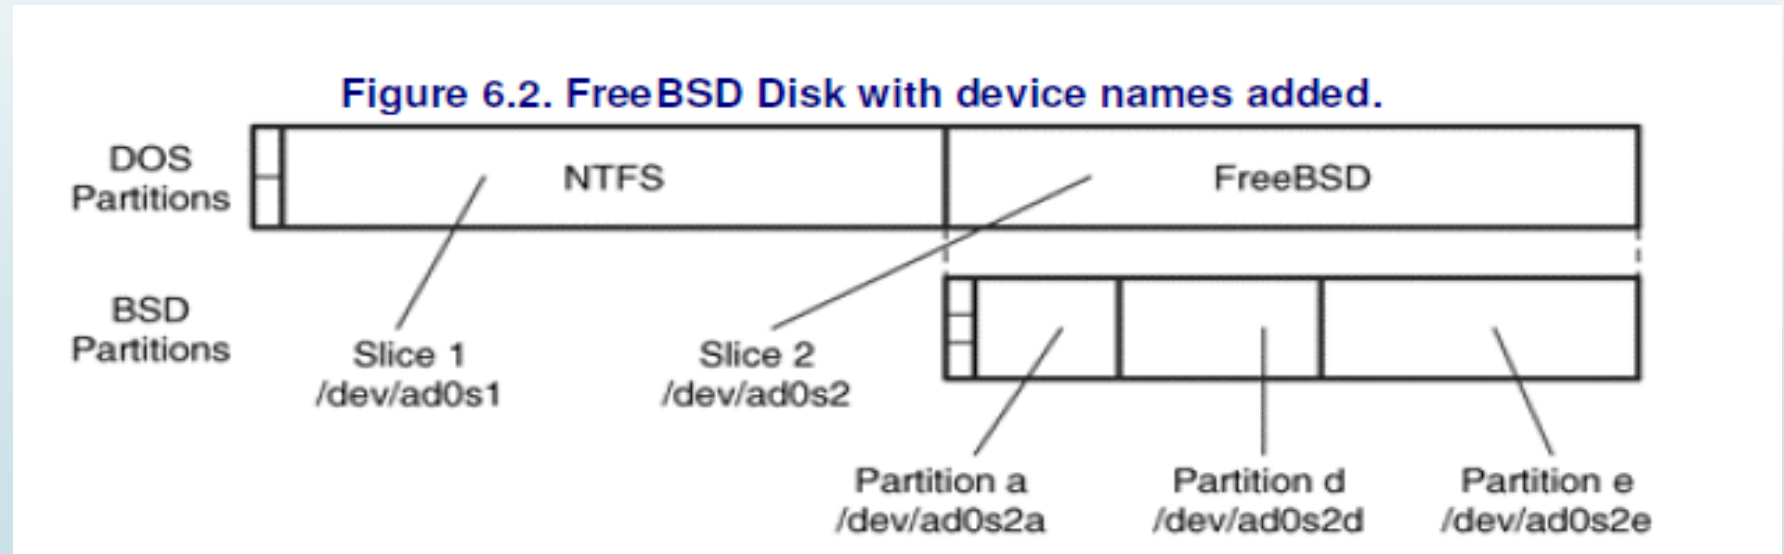 Figure 6.2. FreeBSD Disk with device names added.
DOS
Partitions
NTFS
FreeBSD
BSD
Partitions
Slice 1
/dev/ad0s1
Slice 2
/dev/ad0s2
Partition a
/dev/ad0s2a
Partition d
/dev/ad0s2d
Partition e
/dev/ad0s2e